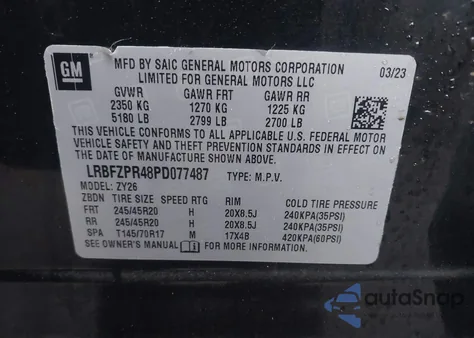 GM
MFD BY SAIC GENERAL MOTORS CORPORATION
LIMITED FOR GENERAL MOTORS LLC
03/23
GVWR GAWR FRT GAWR RR
2350 KG 1270 KG 1225 KG
5180 LB 2799 LB 2700 LB
THIS VEHICLE CONFORMS TO ALL APPLICABLE U.S. FEDERAL MOTOR
VEHICLE SAFETY, BUMPER, AND THEFT PREVENTION STANDARDS IN
EFFECT ON THE DATE OF MANUFACTURE SHOWN ABOVE.
LRBFZPR48PD077487 TYPE: M.P.V.
MODEL: ZY26
ZBDN TIRE SIZE SPEED RTG RIM COLD TIRE PRESSURE
FRT 245/45R20 H 20X8.5J 240KPA(35PSI)
RR 245/45R20 H 20X8.5J 240KPA(35PSI)
SPA T145/70R17 M 17X4B 420KPA(60PSI)
SEE OWNER'S MANUAL FOR MORE INFORMATION.
autoSnap